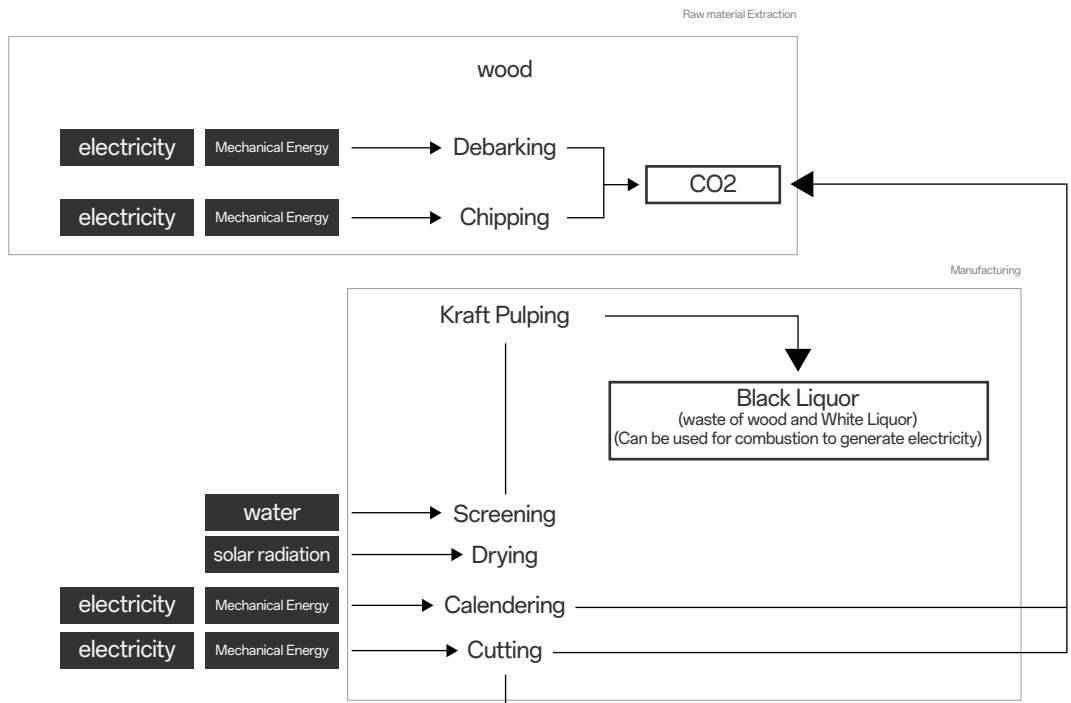 Raw material Extraction
wood
electricity Mechanical Energy Debarking
CO2
electricity Mechanical Energy Chipping
Manufacturing
Kraft Pulping
Black Liquor
(waste of wood and White Liquor)
(Can be used for combustion to generate electricity)
water Screening
solar radiation Drying
electricity Mechanical Energy Calendering
electricity Mechanical Energy Cutting